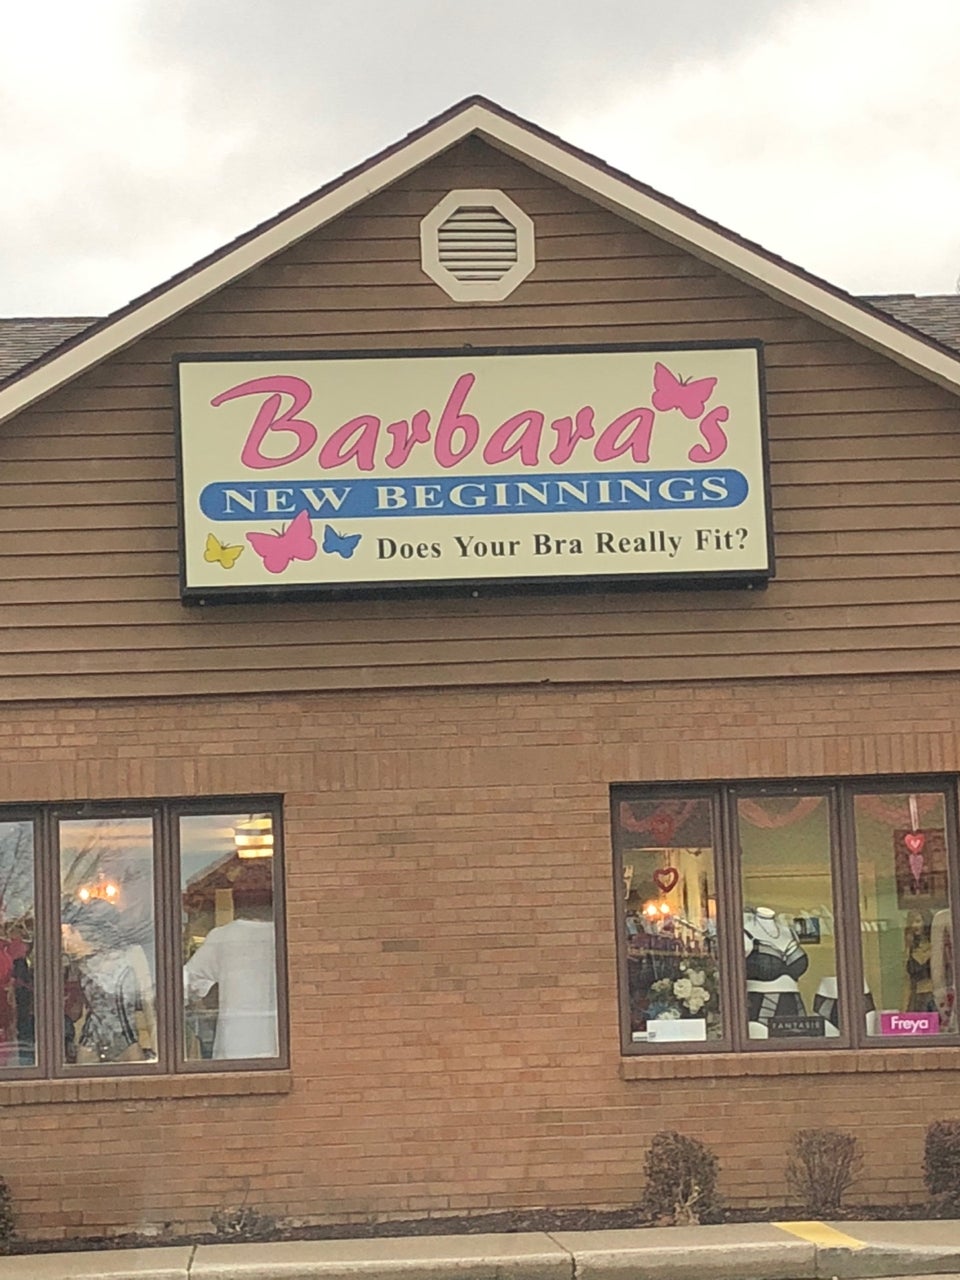 Barbara's
NEW BEGINNINGS
Does Your Bra Really Fit?
FANTASIE
Freya